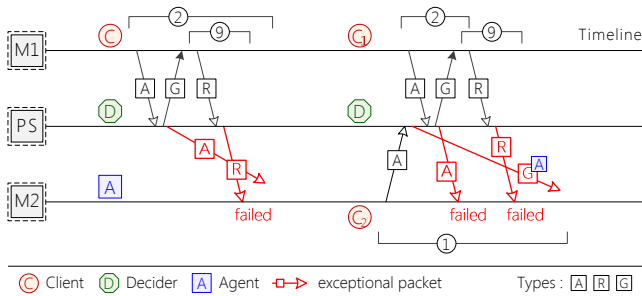 2 2
9 9
C C1 Timeline
M1
A G R A G R
D D
PS
A R A A R G A
A
M2
failed C2 failed failed
1
C Client D Decider A Agent exceptional packet Types : A R G